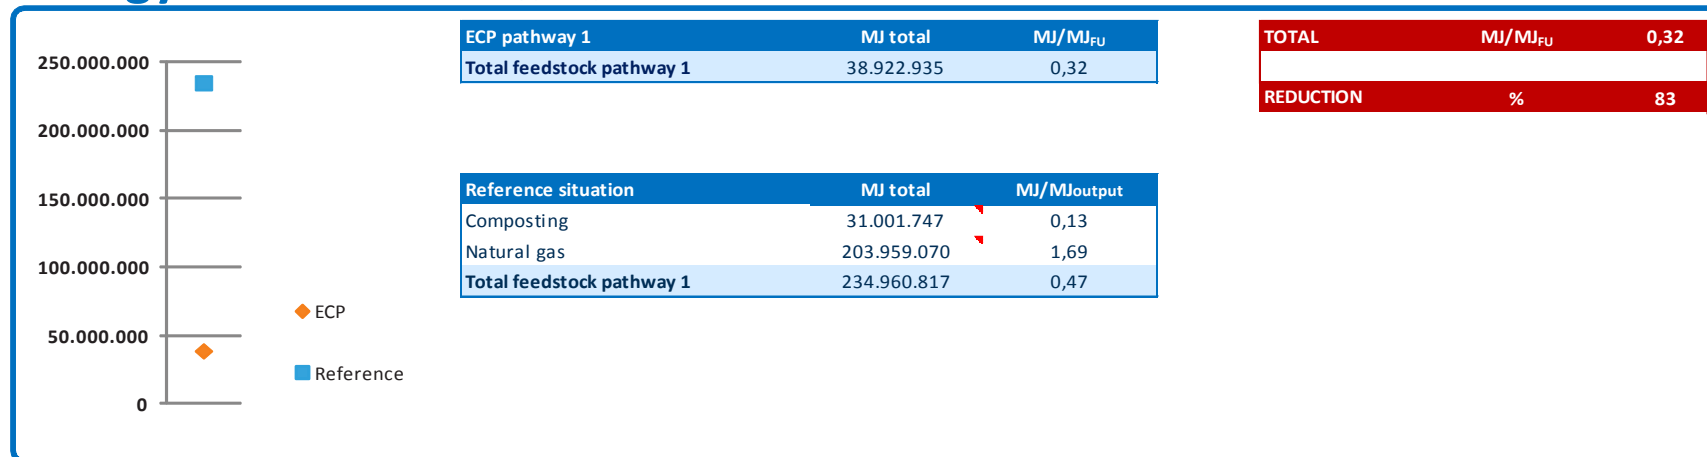 250.000.000
200.000.000
150.000.000
100.000.000
50.000.000
0
ECP
Reference
ECP pathway 1 MJ total MJ/MJFU
Total feedstock pathway 1 38.922.935 0,32
Reference situation MJ total MJ/MJoutput
Composting 31.001.747 0,13
Natural gas 203.959.070 1,69
Total feedstock pathway 1 234.960.817 0,47
TOTAL MJ/MJFU 0,32
REDUCTION % 83